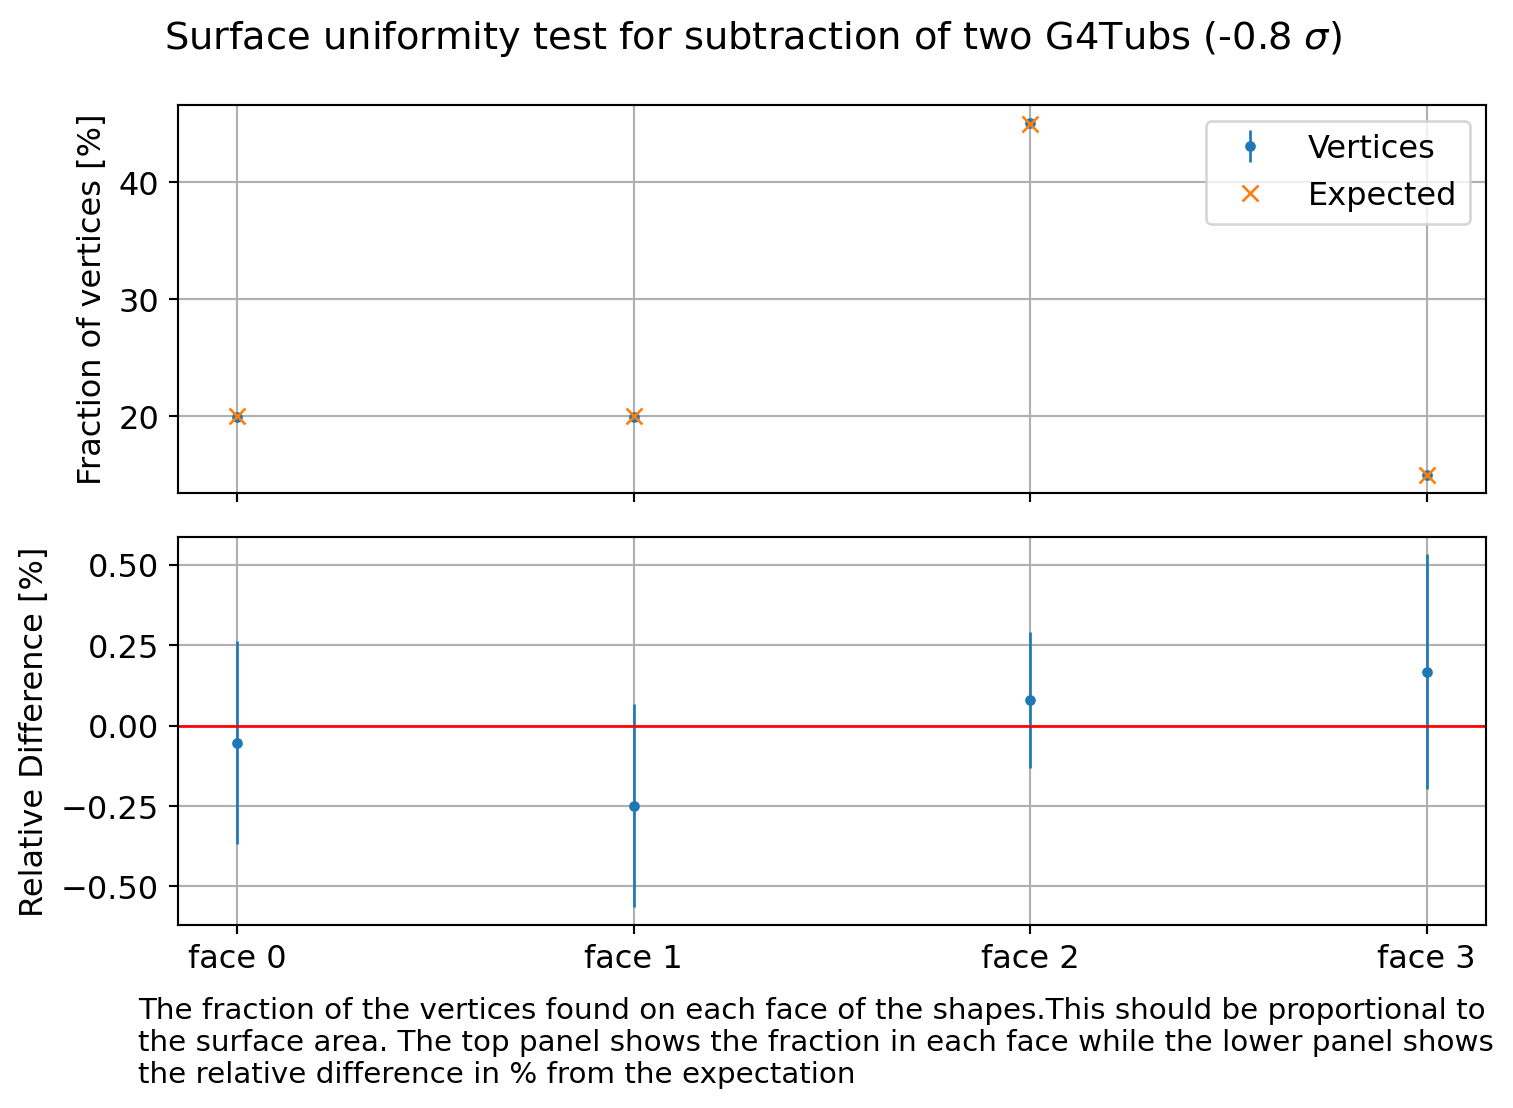 Surface uniformity test for subtraction of two G4Tubs (-0.8 σ)
Fraction of vertices [%]
40
30
20
Vertices
Expected
Relative Difference [%]
0.50
0.25
0.00
−0.25
−0.50
face 0
face 1
face 2
face 3
The fraction of the vertices found on each face of the shapes.This should be proportional to
the surface area. The top panel shows the fraction in each face while the lower panel shows
the relative difference in % from the expectation